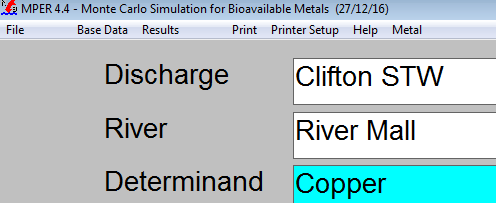 MPER 4.4 - Monte Carlo Simulation for Bioavailable Metals (27/12/16)
File Base Data Results Print Printer Setup Help Metal
Discharge Clifton STW
River River Mall
Determinand Copper